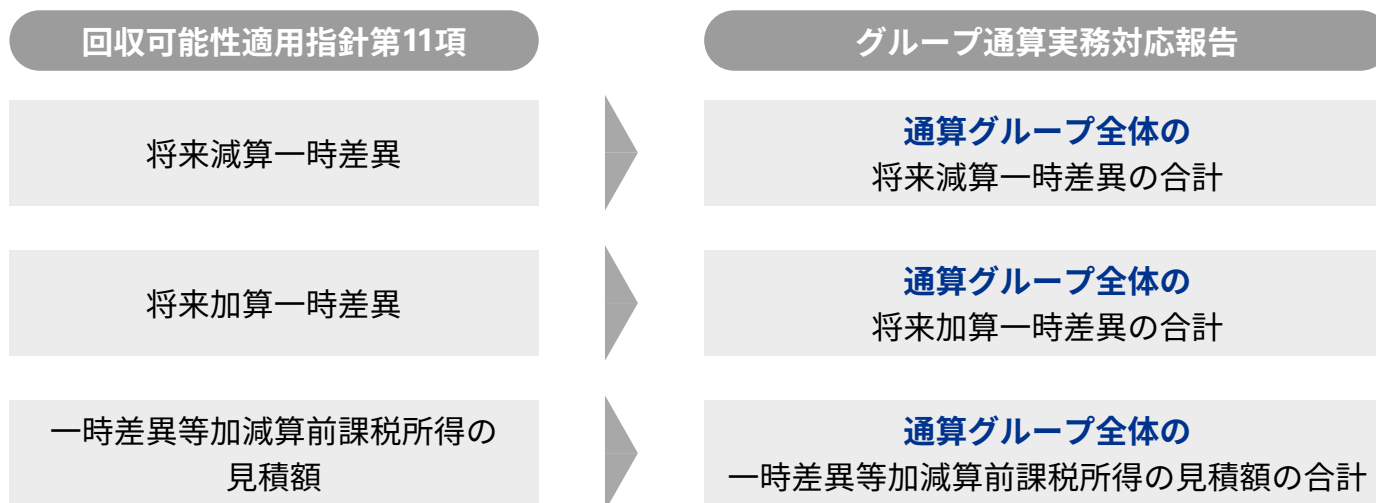 回収可能性適用指針第11項
グループ通算実務対応報告
将来減算一時差異
通算グループ全体の
将来減算一時差異の合計
将来加算一時差異
通算グループ全体の
将来加算一時差異の合計
一時差異等加減算前課税所得の
見積額
通算グループ全体の
一時差異等加減算前課税所得の見積額の合計